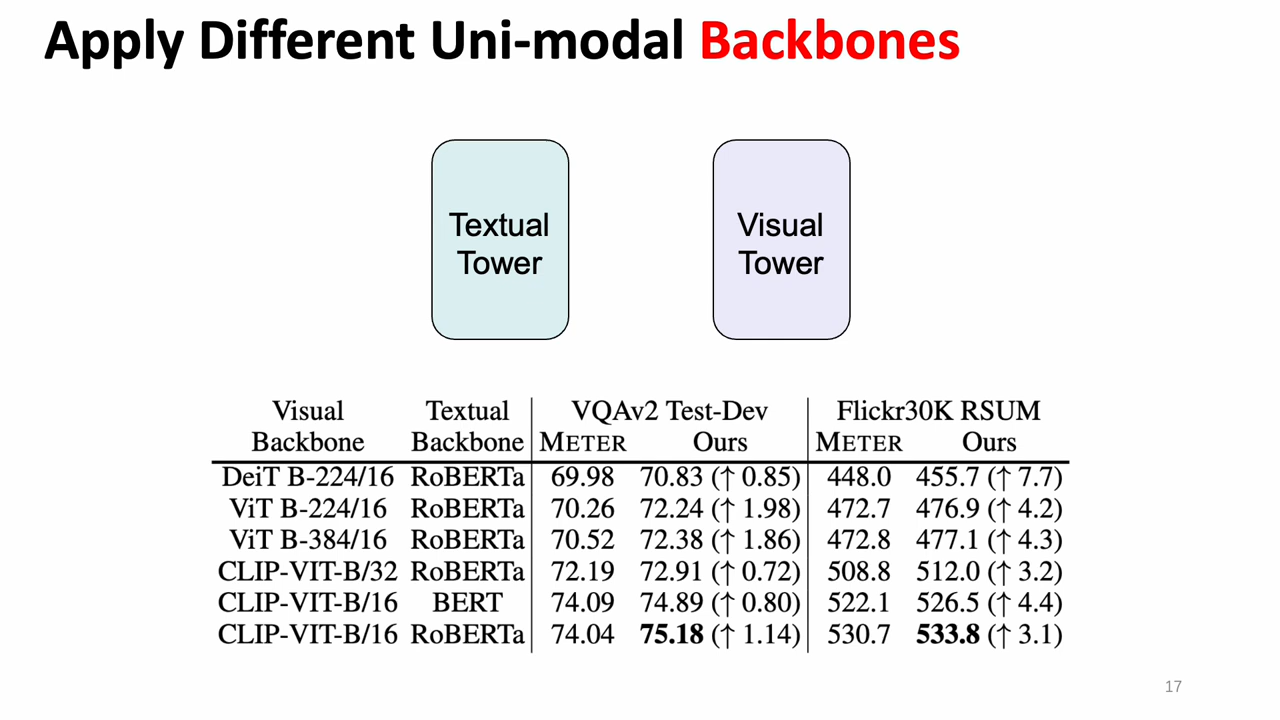 Apply Different Uni-modal Backbones
Textual
Tower
Visual
Tower
Visual Textual VQAv2 Test-Dev Flickr30K RSUM
Backbone Backbone METER Ours METER Ours
DeiT B-224/16 RoBERTa 69.98 70.83 (↑ 0.85) 448.0 455.7 (↑ 7.7)
ViT B-224/16 RoBERTa 70.26 72.24 (↑ 1.98) 472.7 476.9 (↑ 4.2)
ViT B-384/16 RoBERTa 70.52 72.38 (↑ 1.86) 472.8 477.1 (↑ 4.3)
CLIP-VIT-B/32 RoBERTa 72.19 72.91 (↑ 0.72) 508.8 512.0 (↑ 3.2)
CLIP-VIT-B/16 BERT 74.09 74.89 (↑ 0.80) 522.1 526.5 (↑ 4.4)
CLIP-VIT-B/16 RoBERTa 74.04 75.18 (↑ 1.14) 530.7 533.8 (↑ 3.1)
17